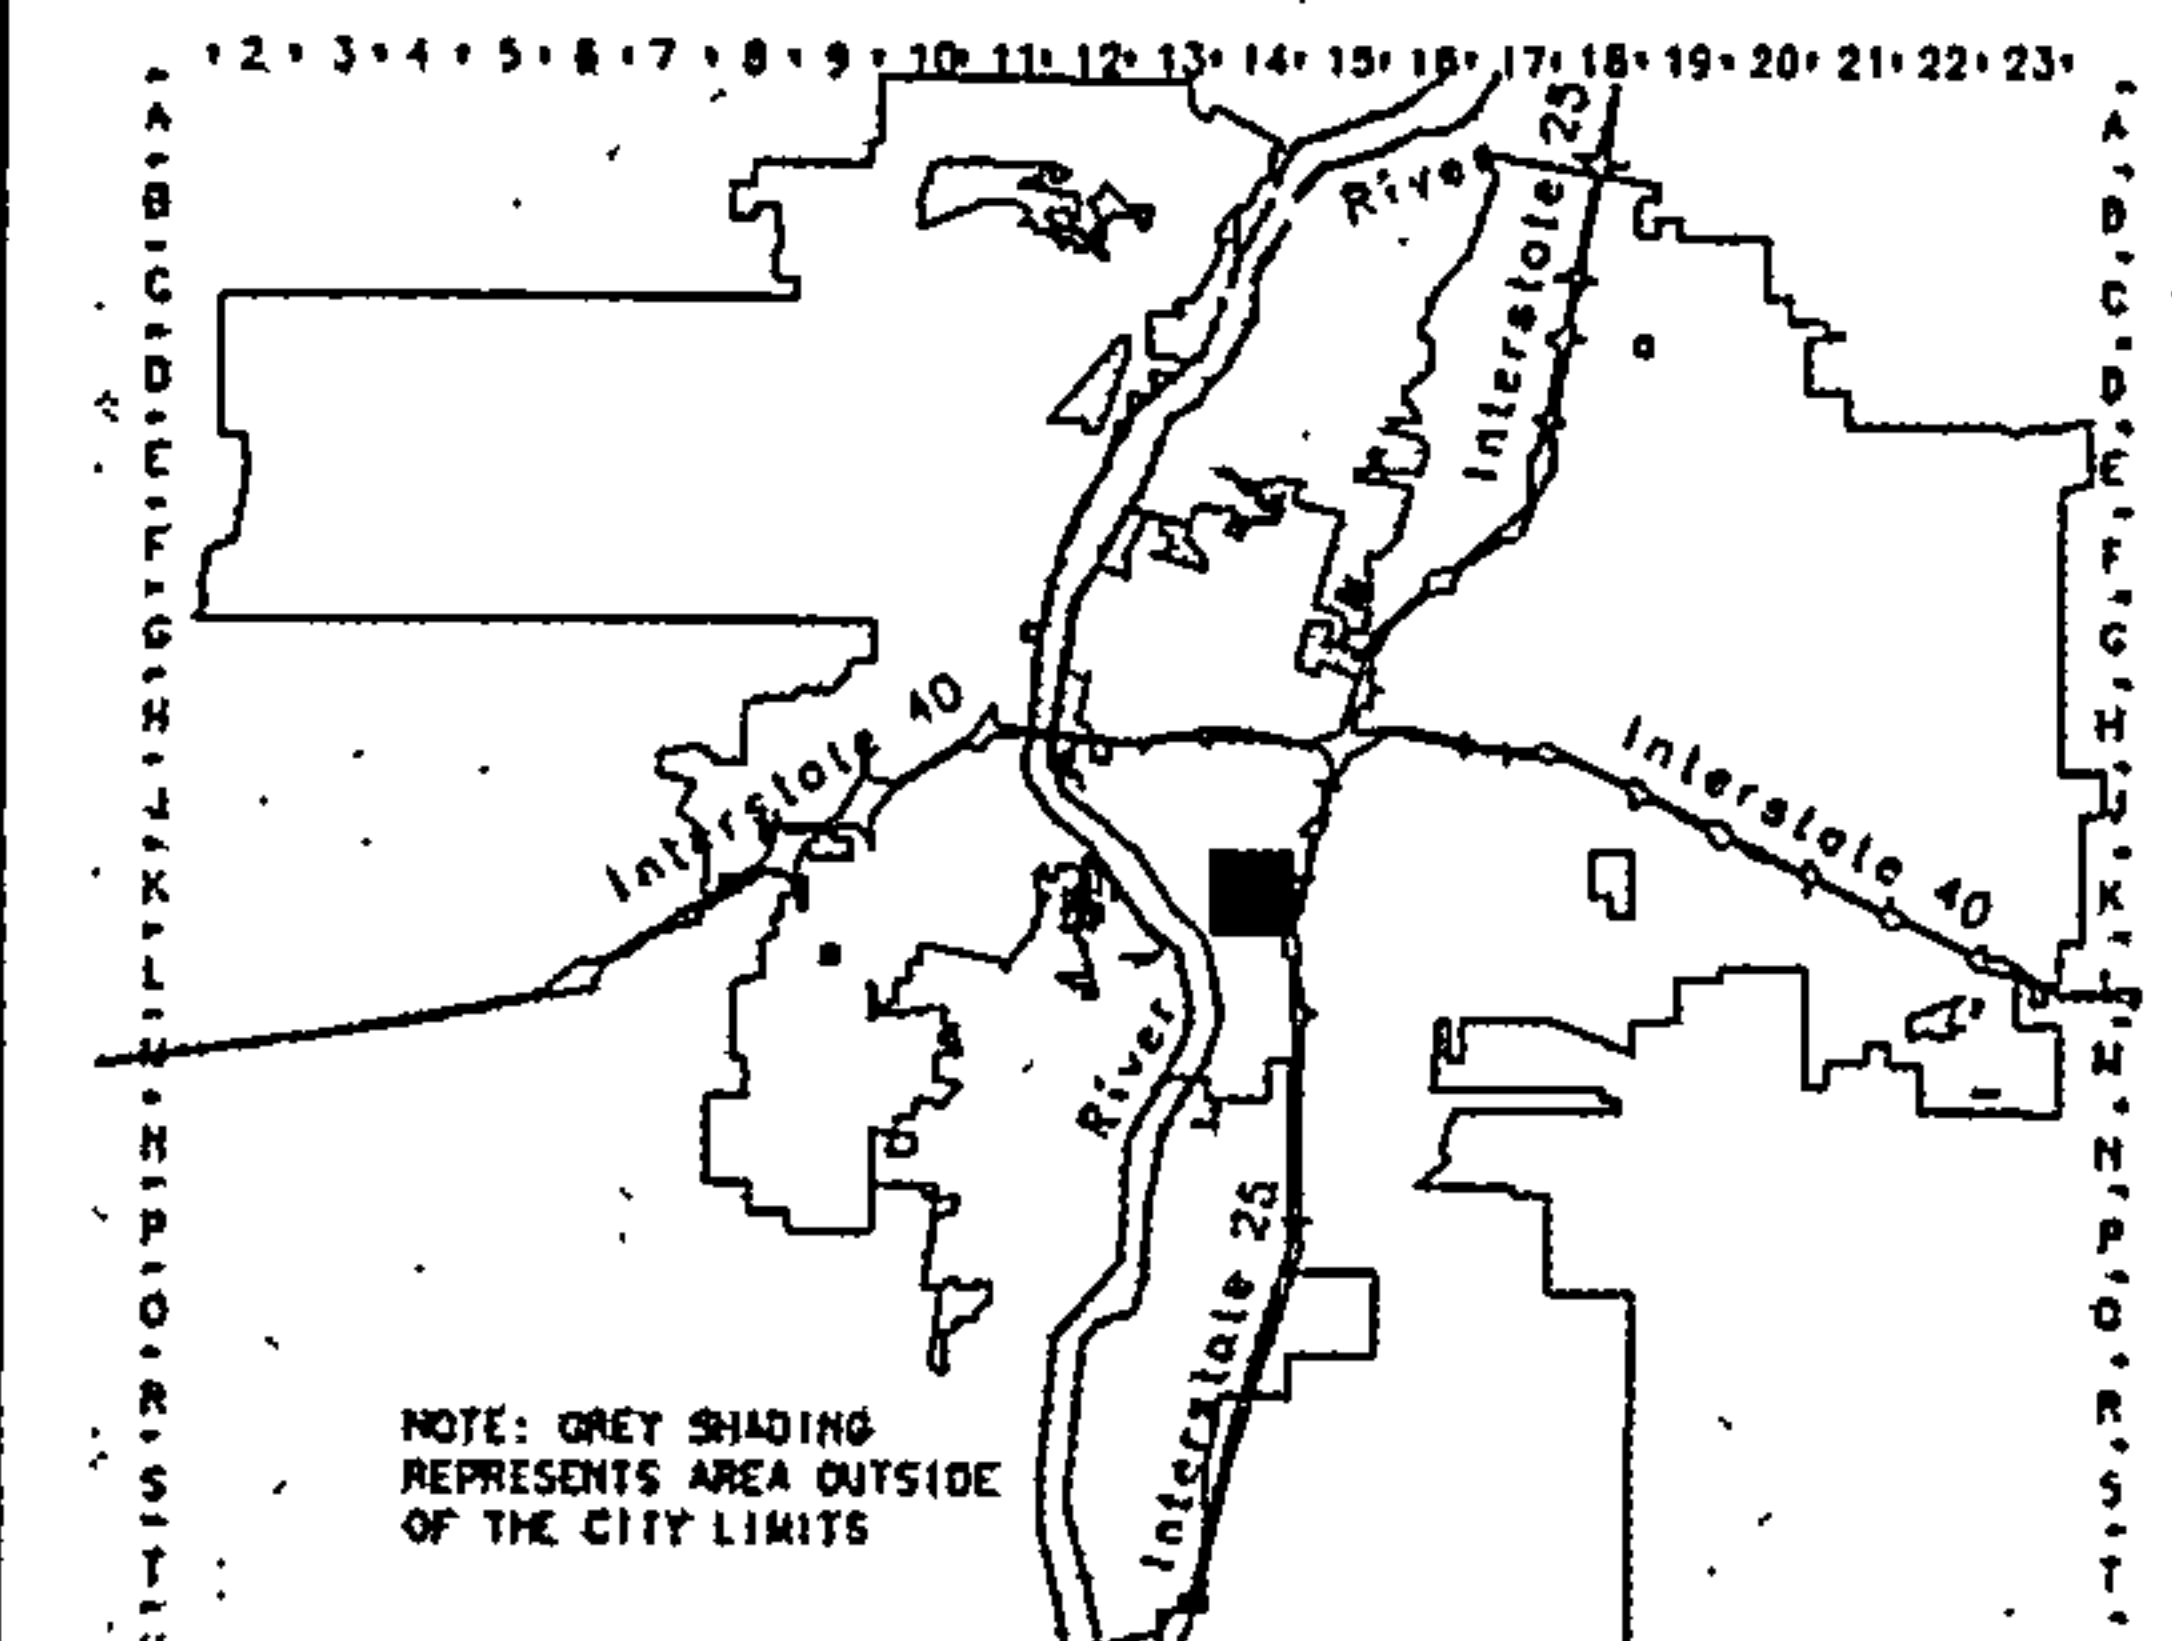 2 3 4 5 6 7 8 9 10 11 12 13 14 15 16 17 18 19 20 21 22 23
A A
B B
C C
D D
E E
F F
G G
H H
J J
K K
L L
M M
N N
P P
Q Q
R R
S S
T T
River
Interstate 25
Interstate 40
Interstate 40
River
Interstate 25
NOTE: GREY SHADING
REPRESENTS AREA OUTSIDE
OF THE CITY LIMITS